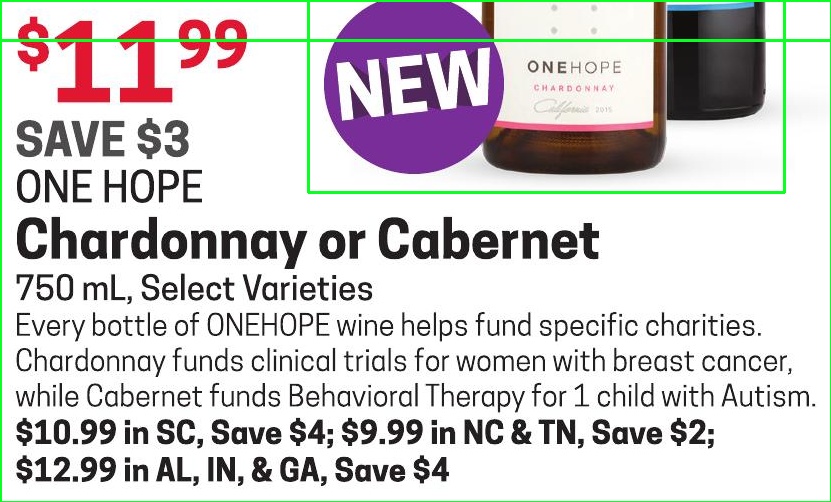 $11.99
NEW
ONEHOPE
CHARDONNAY
California 2015
SAVE $3
ONE HOPE
Chardonnay or Cabernet
750 mL, Select Varieties
Every bottle of ONEHOPE wine helps fund specific charities.
Chardonnay funds clinical trials for women with breast cancer,
while Cabernet funds Behavioral Therapy for 1 child with Autism.
$10.99 in SC, Save $4; $9.99 in NC & TN, Save $2;
$12.99 in AL, IN, & GA, Save $4